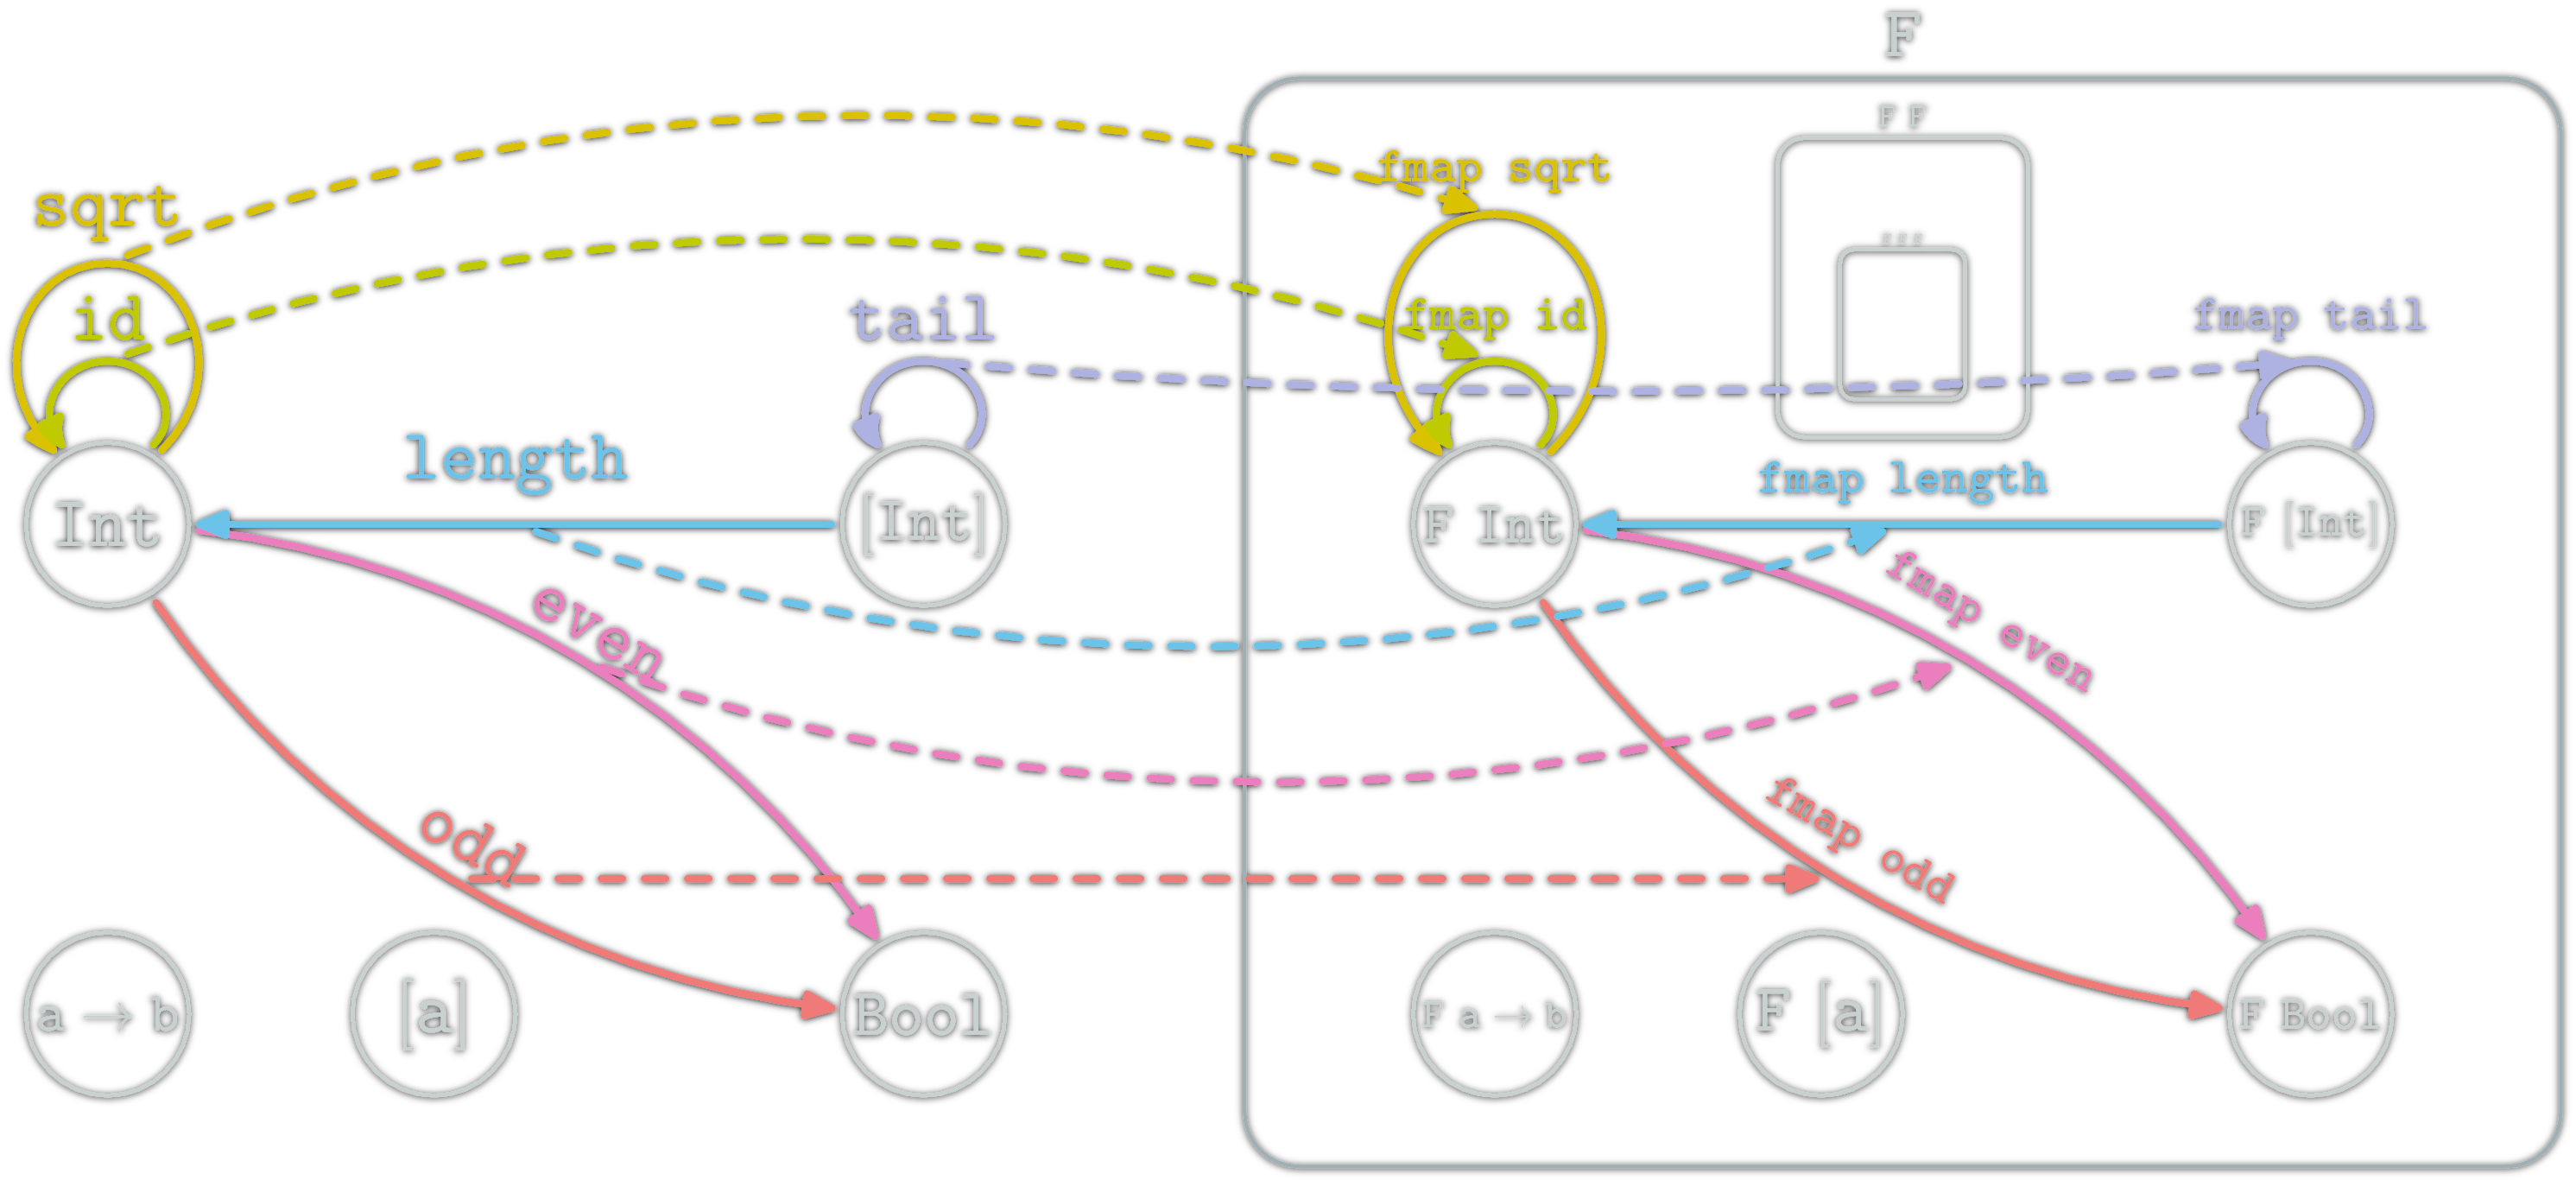 F
F F
fmap sqrt
sqrt
id
tail
fmap id
fmap tail
length
fmap length
Int
[Int]
F Int
F [Int]
even
fmap even
odd
fmap odd
a → b
[a]
Bool
F a → b
F [a]
F Bool